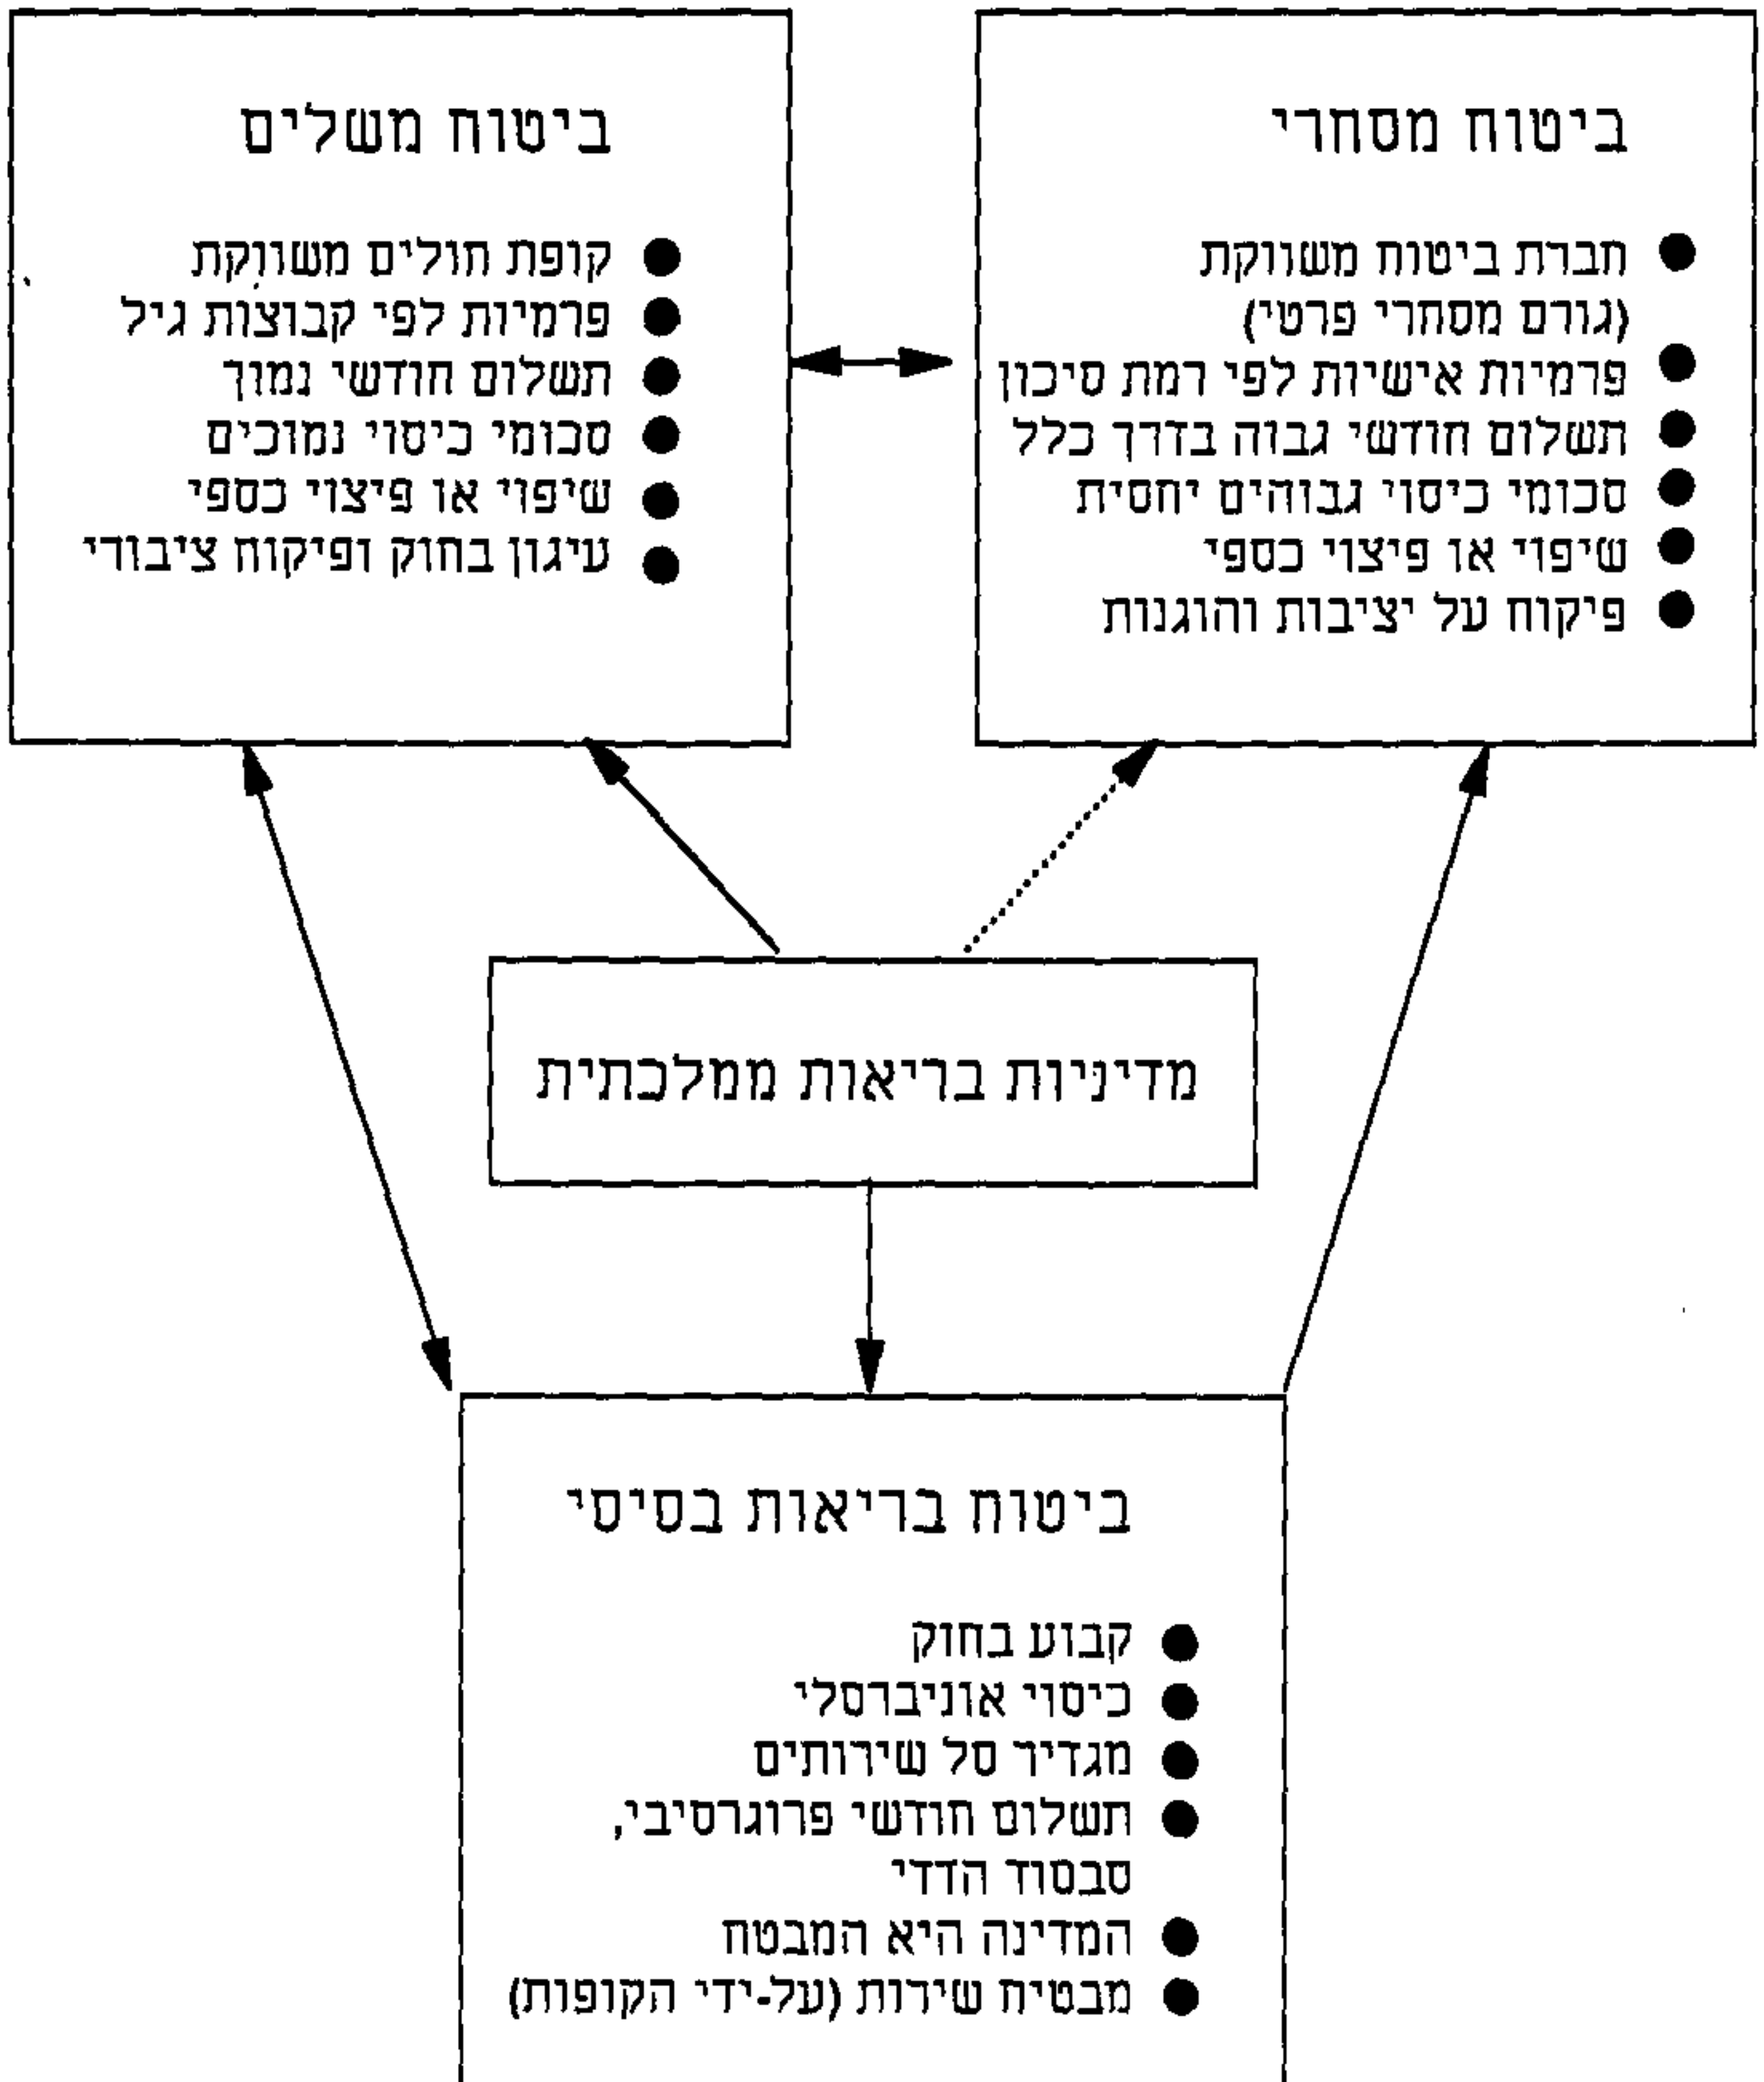 ביטוח מסחרי
● חברת ביטוח משווקת
(גורם מסחרי פרטי)
● פרמיות אישיות לפי רמת סיכון
● תשלום חודשי גבוה בדרך כלל
● סכומי כיסוי גבוהים יחסית
● שיפוי או פיצוי כספי
● פיקוח על יציבות והוגנות
ביטוח משלים
● קופת חולים משווקת
● פרמיות לפי קבוצות גיל
● תשלום חודשי נמוך
● סכומי כיסוי נמוכים
● שיפוי או פיצוי כספי
● עיגון בחוק ופיקוח ציבורי
מדיניות בריאות ממלכתית
ביטוח בריאות בסיסי
● קבוע בחוק
● כיסוי אוניברסלי
● מגדיר סל שירותים
● תשלום חודשי פרוגרסיבי,
סבסוד הדדי
● המדינה היא המבטח
● מבטיח שירות (על-ידי הקופות)